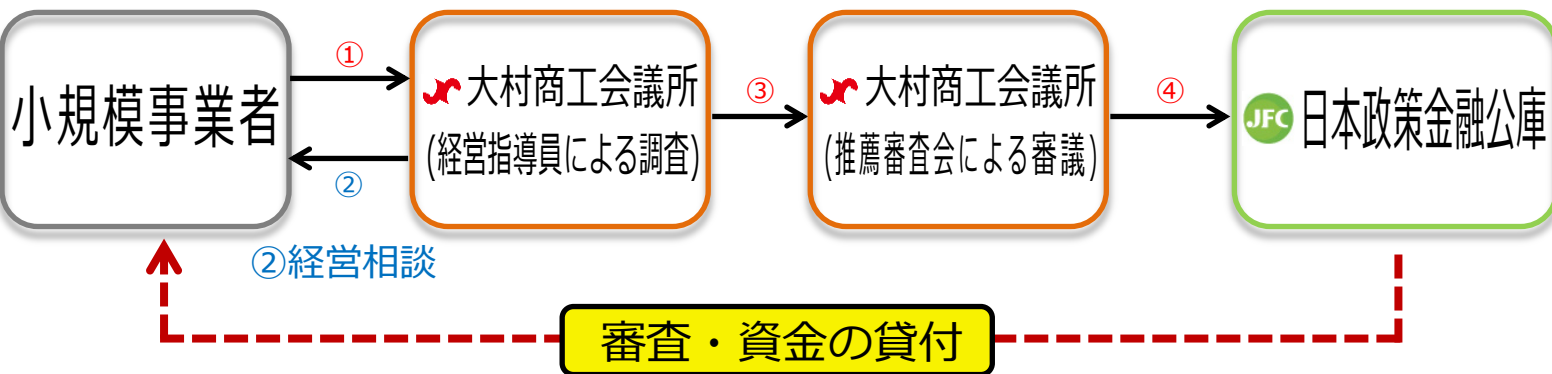 小規模事業者
①
②
大村商工会議所
(経営指導員による調査)
③
大村商工会議所
(推薦審査会による審議)
④
JFC 日本政策金融公庫
②経営相談
審査・資金の貸付